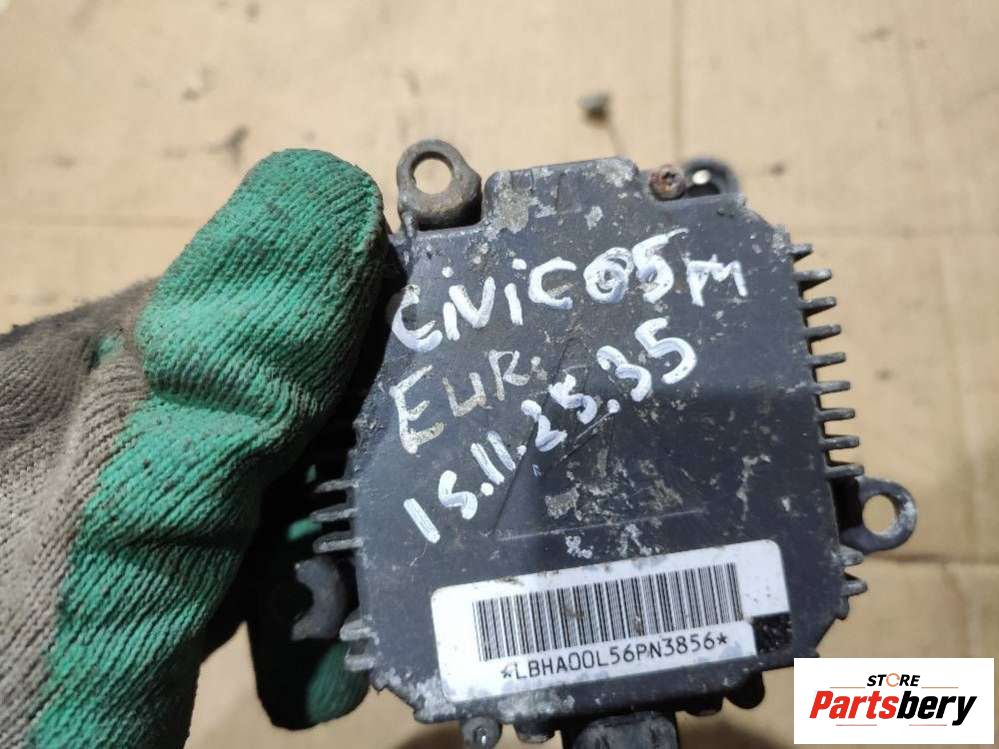 CiViC 05 m
EUR.
15.11.25.35
*LBHA00L56PN3856*
STORE
Partsbery